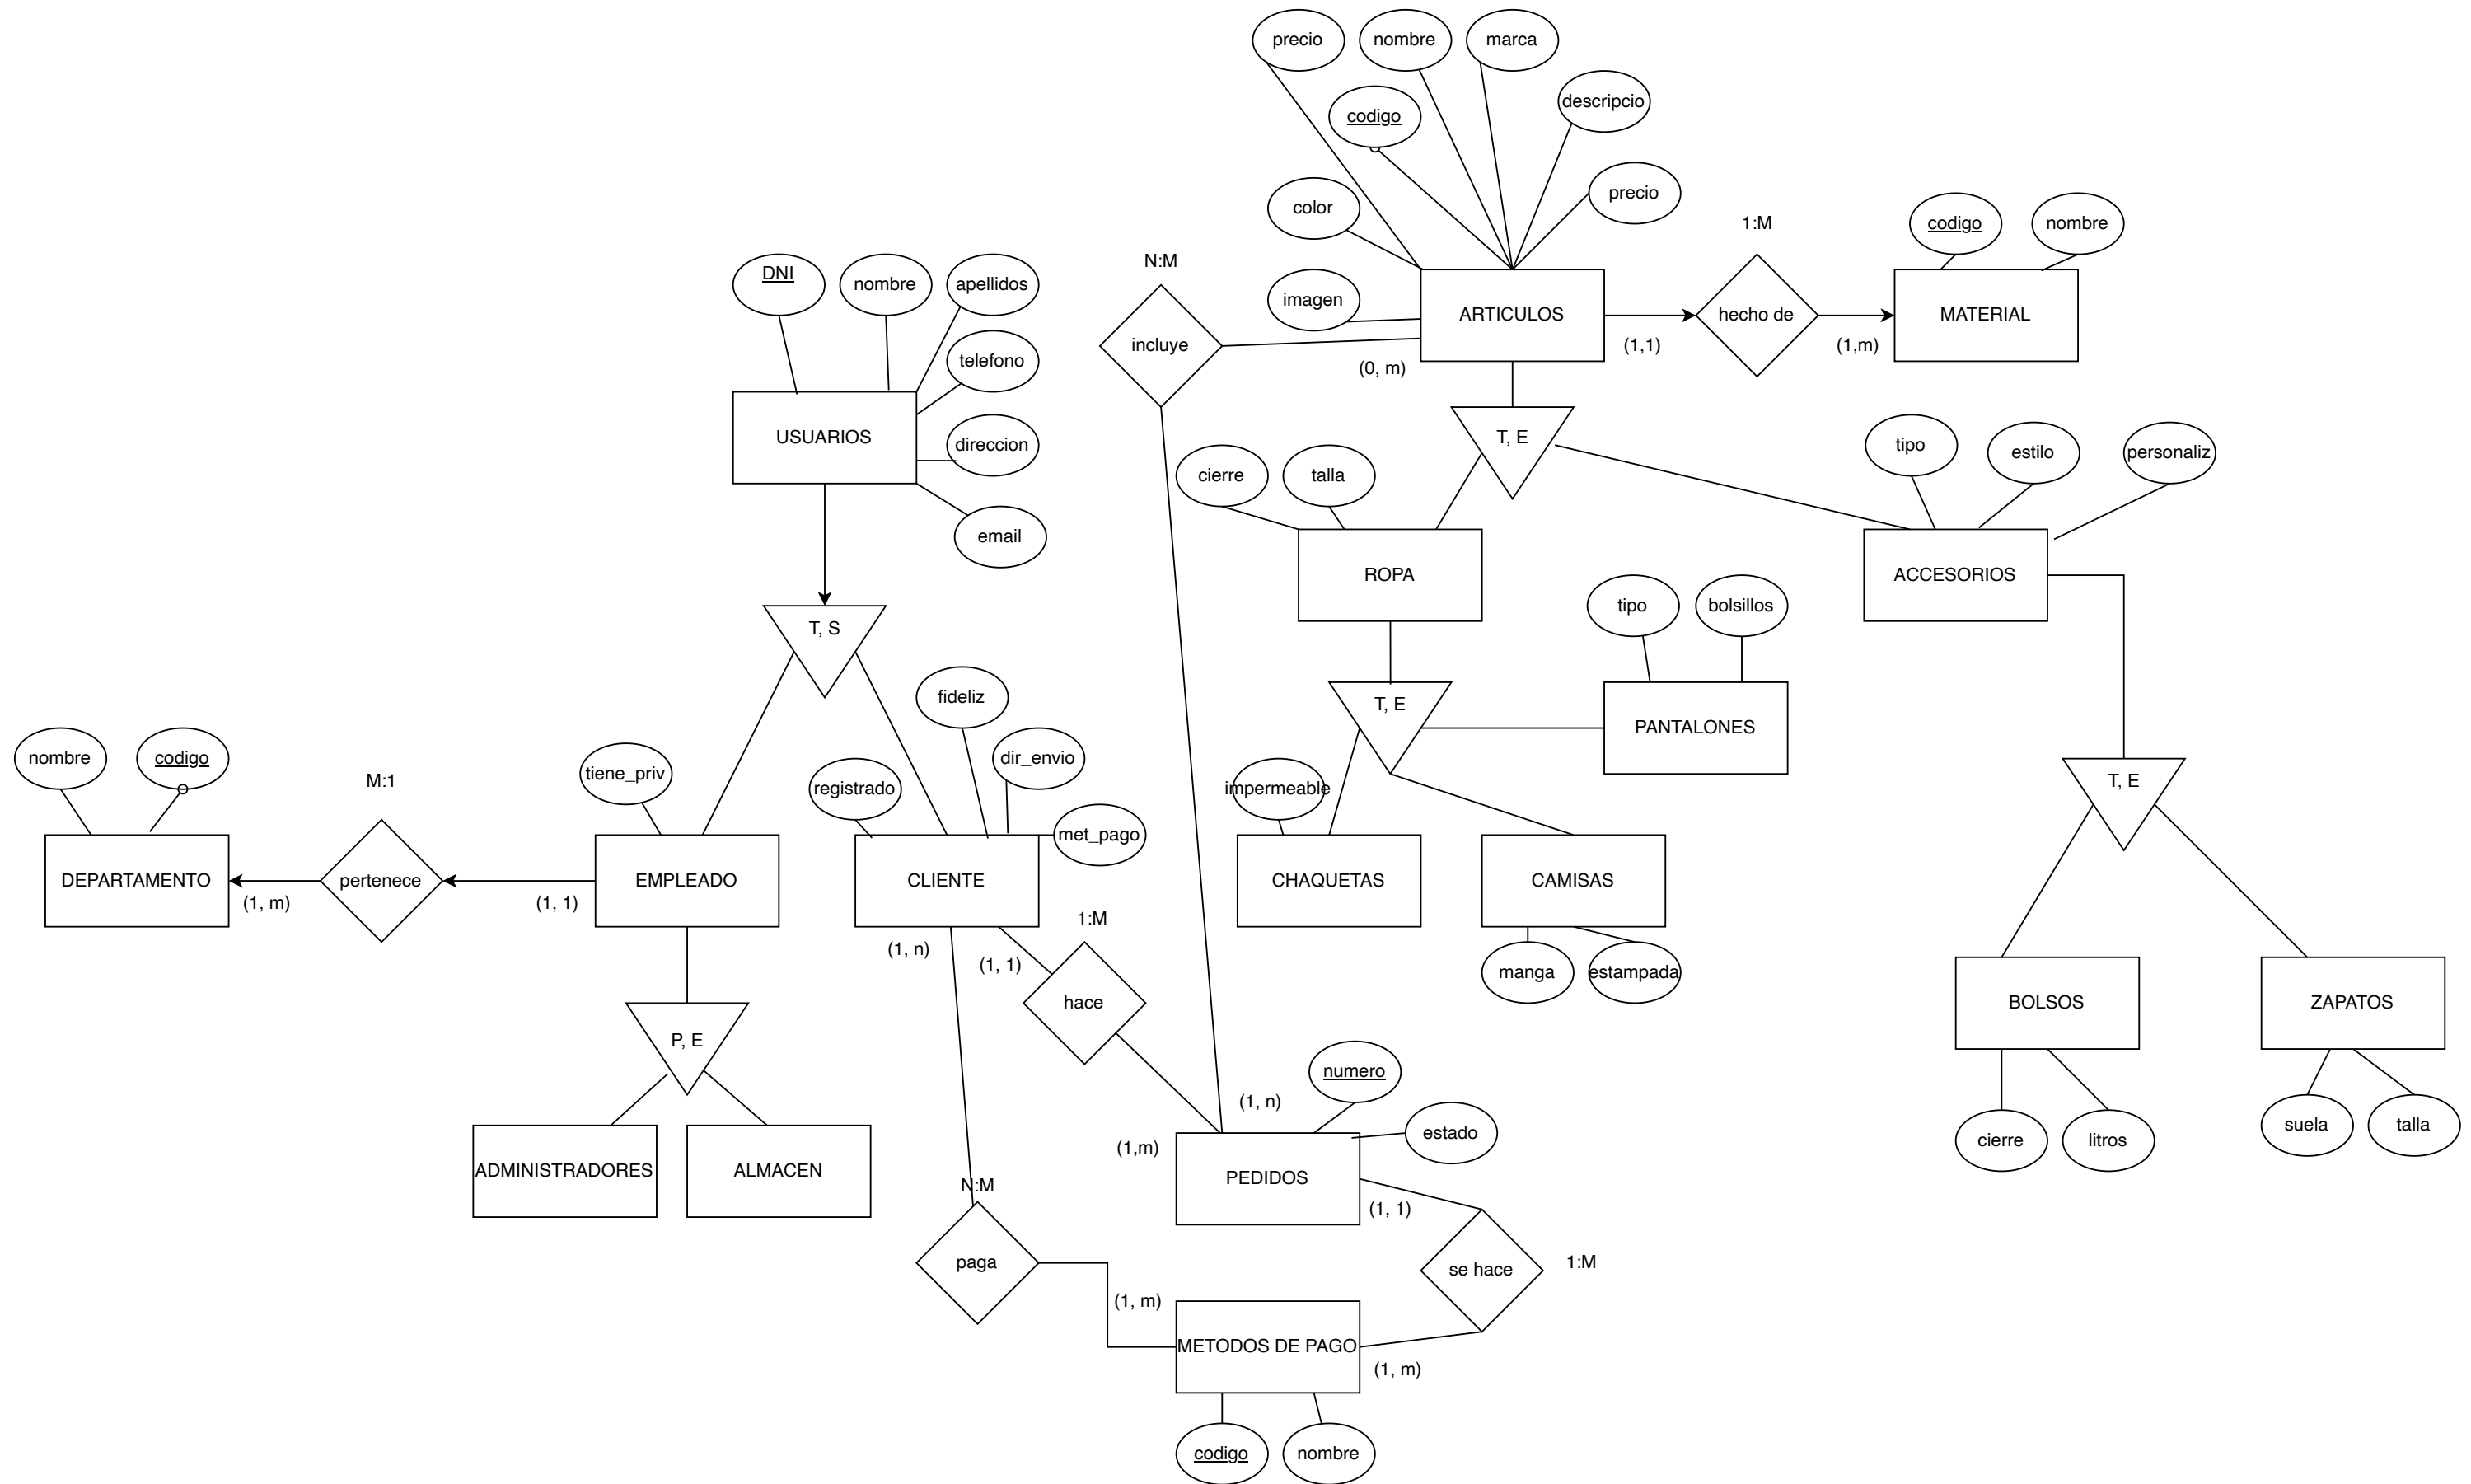 precio
nombre
marca
descripcio
codigo
precio
color
codigo
nombre
1:M
N:M
DNI
nombre
apellidos
imagen
ARTICULOS
hecho de
MATERIAL
incluye
(1,1)
(1,m)
(0, m)
telefono
USUARIOS
direccion
T, E
tipo
estilo
personaliz
cierre
talla
email
ROPA
ACCESORIOS
tipo
bolsillos
T, S
fideliz
T, E
PANTALONES
nombre
codigo
M:1
tiene_priv
registrado
dir_envio
impermeable
T, E
met_pago
DEPARTAMENTO
pertenece
EMPLEADO
CLIENTE
CHAQUETAS
CAMISAS
(1, m)
(1, 1)
1:M
(1, n)
(1, 1)
manga
estampada
hace
BOLSOS
ZAPATOS
P, E
numero
(1, n)
estado
suela
talla
cierre
litros
(1,m)
ADMINISTRADORES
ALMACEN
PEDIDOS
N:M
(1, 1)
paga
se hace
1:M
(1, m)
METODOS DE PAGO
(1, m)
codigo
nombre